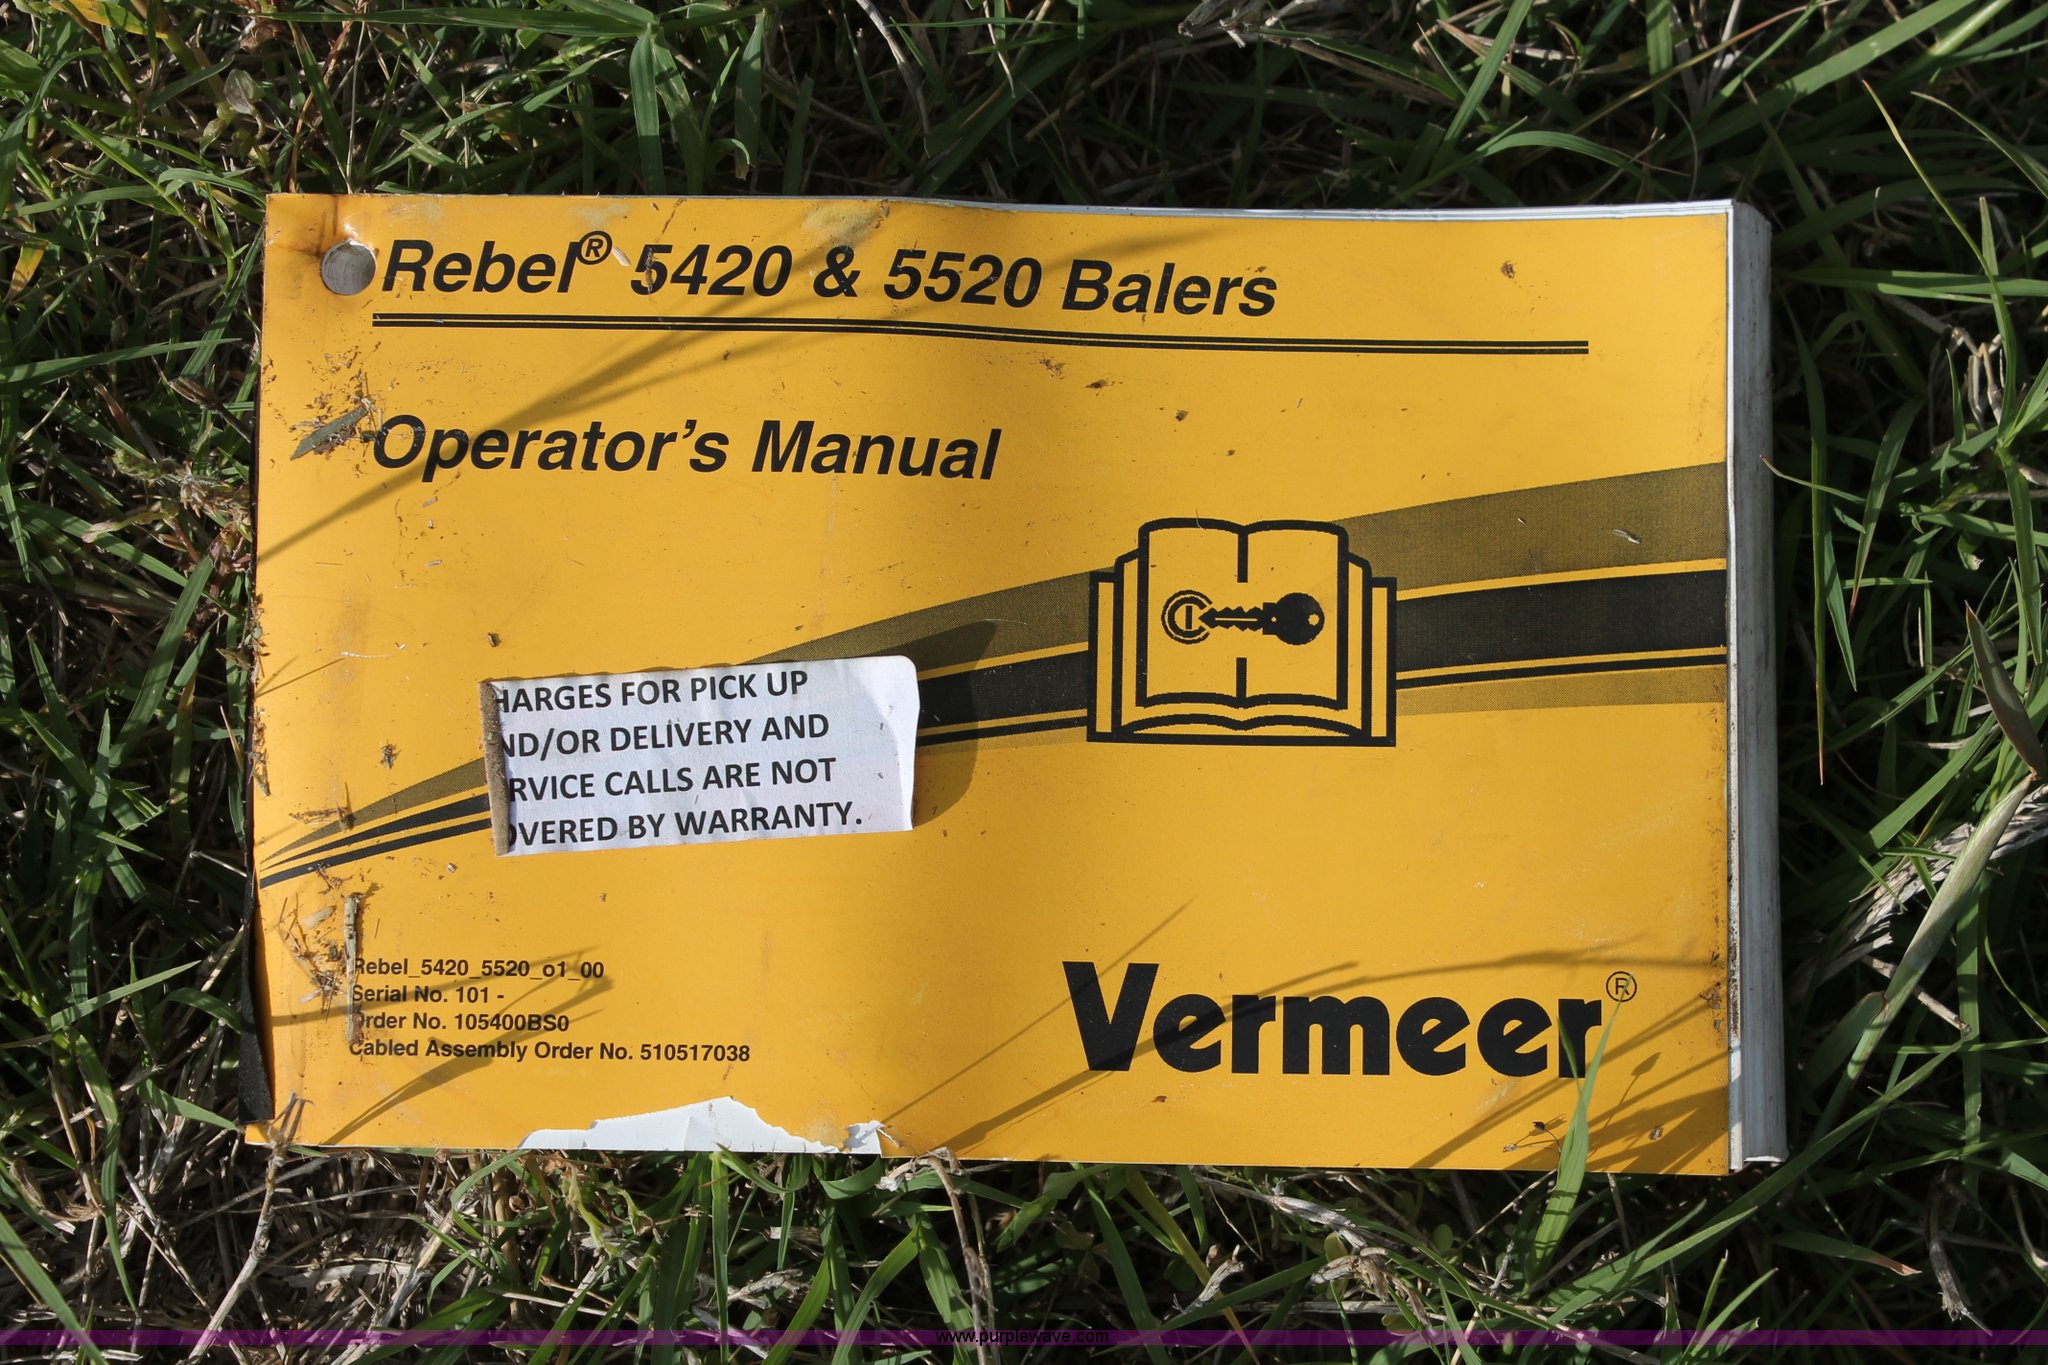 Rebel® 5420 & 5520 Balers
Operator's Manual
HARGES FOR PICK UP
ND/OR DELIVERY AND
RVICE CALLS ARE NOT
OVERED BY WARRANTY.
Rebel_5420_5520_o1_00
Serial No. 101 -
Order No. 105400BS0
Cabled Assembly Order No. 510517038
Vermeer®
www.purplewave.com